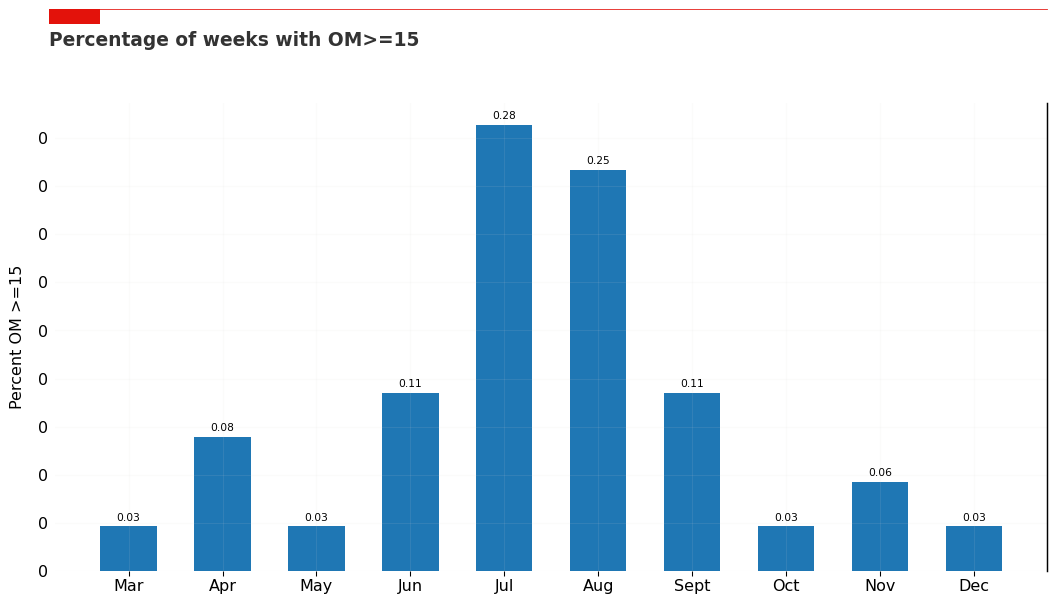 Percentage of weeks with OM>=15
Percent OM >=15
0
0
0
0
0
0
0
0
0
0
0.03
0.08
0.03
0.11
0.28
0.25
0.11
0.03
0.06
0.03
Mar
Apr
May
Jun
Jul
Aug
Sept
Oct
Nov
Dec